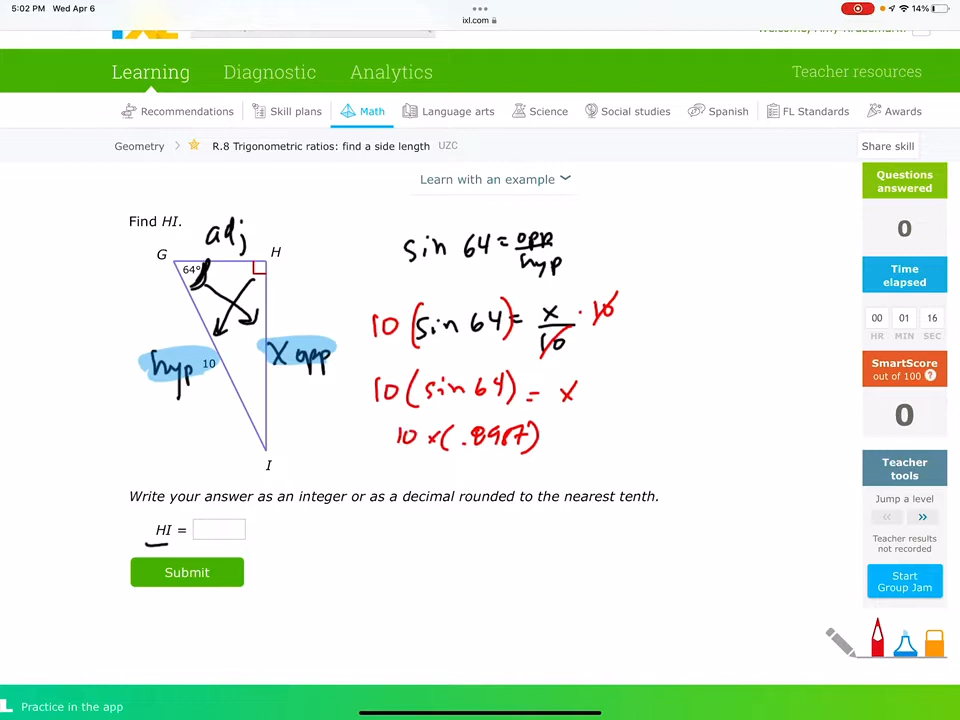 5:02 PM Wed Apr 6
14%
ixl.com
Learning Diagnostic Analytics Teacher resources
Recommendations Skill plans Math Language arts Science Social studies Spanish FL Standards Awards
Geometry R.8 Trigonometric ratios: find a side length UZC Share skill
Learn with an example
Questions answered
0
Time elapsed
00 01 16
HR MIN SEC
SmartScore
out of 100 ?
0
Teacher tools
Jump a level
Teacher results not recorded
Start Group Jam
Find HI.
adj
G H
64°
hyp 10 x opp
I
sin 64 = opp/hyp
10 (sin 64) = x/10 · 10
10 (sin 64) = x
10 x (.8987)
Write your answer as an integer or as a decimal rounded to the nearest tenth.
HI =
Submit
Practice in the app